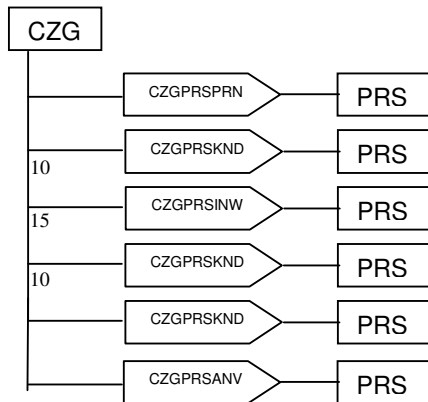 CZG
CZGPRSPRN PRS
CZGPRSKND PRS
10
CZGPRSINW PRS
15
CZGPRSKND PRS
10
CZGPRSKND PRS
CZGPRSANV PRS